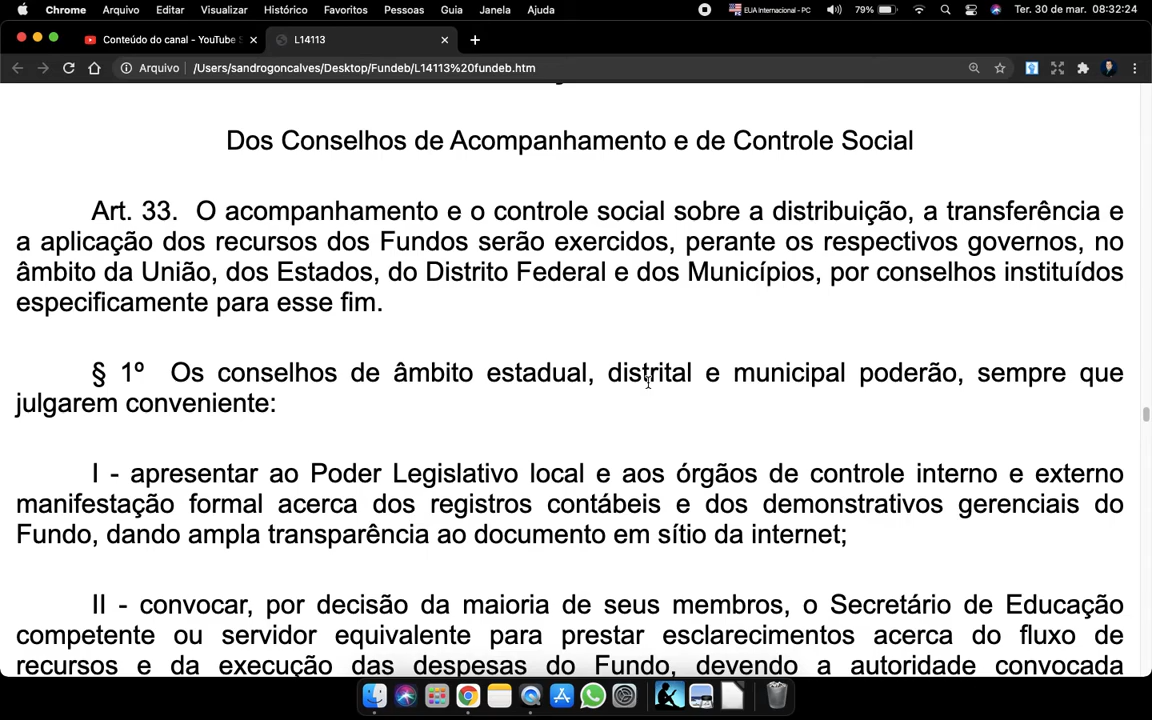 Chrome Arquivo Editar Visualizar Histórico Favoritos Pessoas Guia Janela Ajuda EUA Internacional - PC 79% Ter. 30 de mar. 08:32:24
Conteúdo do canal - YouTube L14113
Arquivo /Users/sandrogoncalves/Desktop/Fundeb/L14113%20fundeb.htm
Dos Conselhos de Acompanhamento e de Controle Social
Art. 33. O acompanhamento e o controle social sobre a distribuição, a transferência e
a aplicação dos recursos dos Fundos serão exercidos, perante os respectivos governos, no
âmbito da União, dos Estados, do Distrito Federal e dos Municípios, por conselhos instituídos
especificamente para esse fim.
§ 1º Os conselhos de âmbito estadual, distrital e municipal poderão, sempre que
julgarem conveniente:
I - apresentar ao Poder Legislativo local e aos órgãos de controle interno e externo
manifestação formal acerca dos registros contábeis e dos demonstrativos gerenciais do
Fundo, dando ampla transparência ao documento em sítio da internet;
II - convocar, por decisão da maioria de seus membros, o Secretário de Educação
competente ou servidor equivalente para prestar esclarecimentos acerca do fluxo de
recursos e da execução das despesas do Fundo, devendo a autoridade convocada